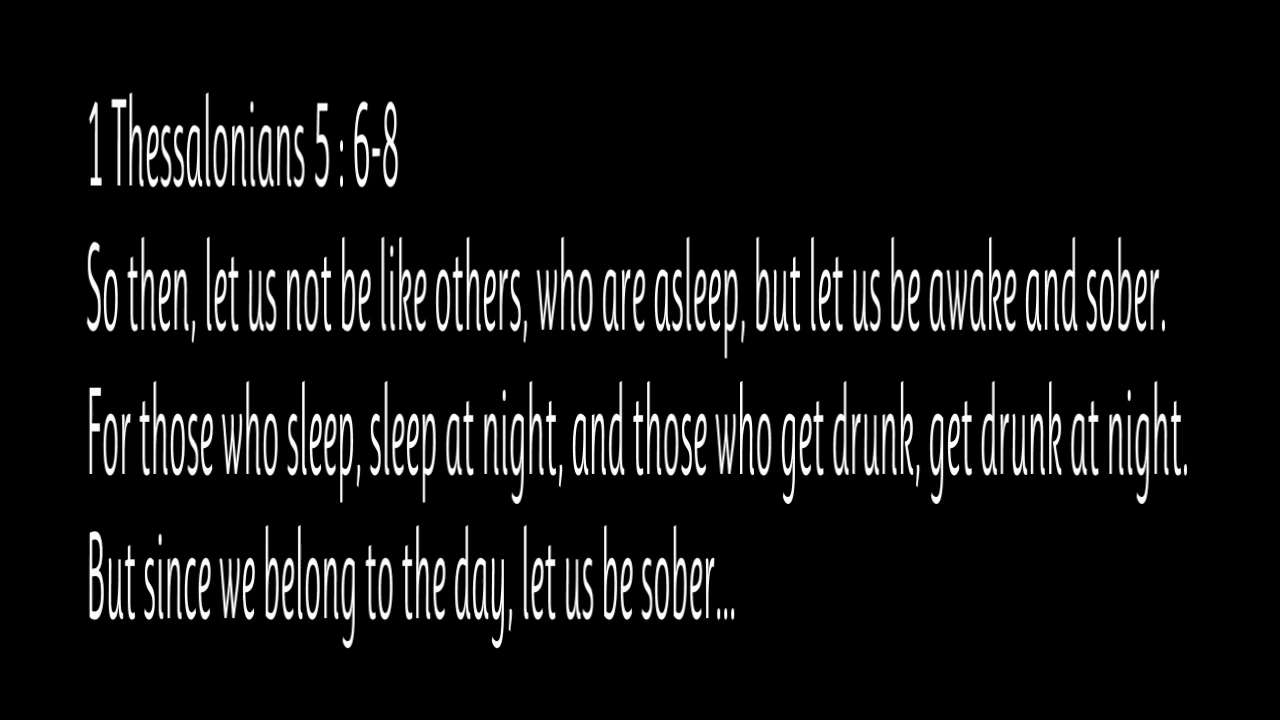 1 Thessalonians 5 : 6-8
So then, let us not be like others, who are asleep, but let us be awake and sober.
For those who sleep, sleep at night, and those who get drunk, get drunk at night.
But since we belong to the day, let us be sober...